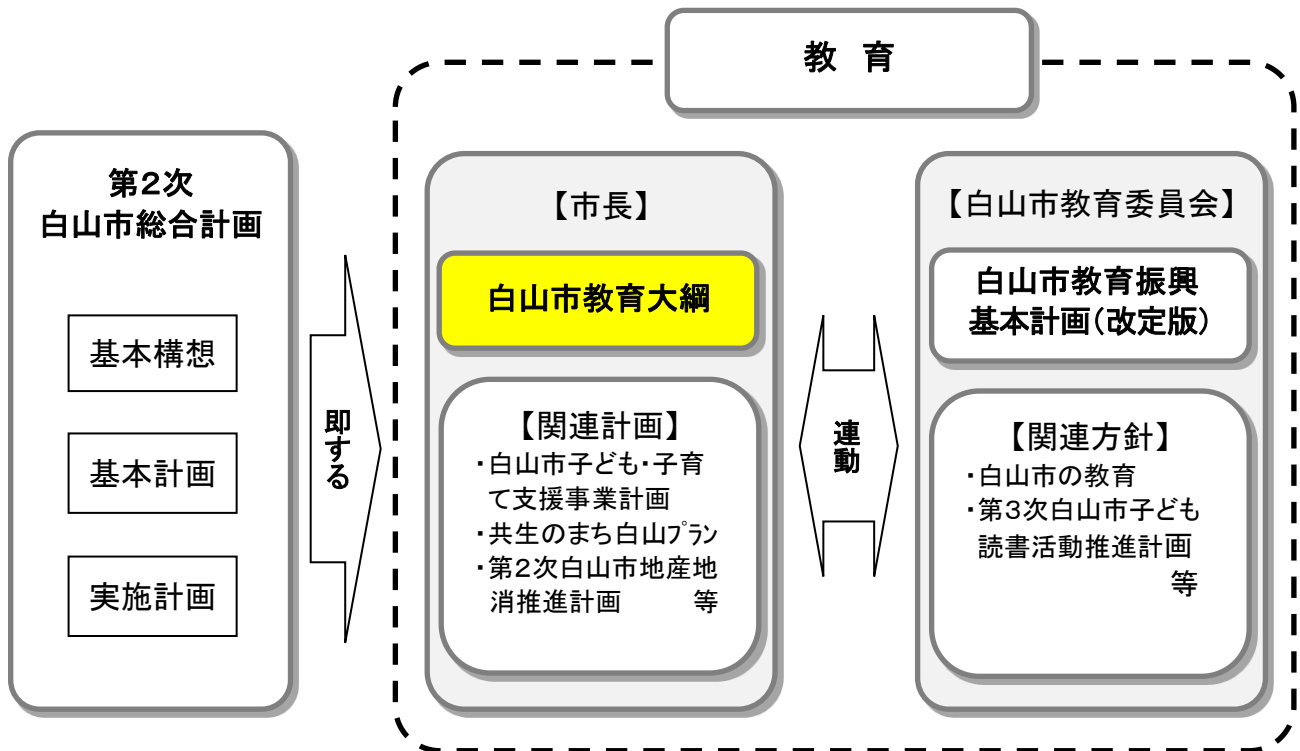 教 育
第2次
白山市総合計画
基本構想
基本計画
実施計画
即する
【市長】
白山市教育大綱
【関連計画】
・白山市子ども・子育
て支援事業計画
・共生のまち白山プラン
・第2次白山市地産地
消推進計画 等
連動
【白山市教育委員会】
白山市教育振興
基本計画(改定版)
【関連方針】
・白山市の教育
・第3次白山市子ども
読書活動推進計画
等